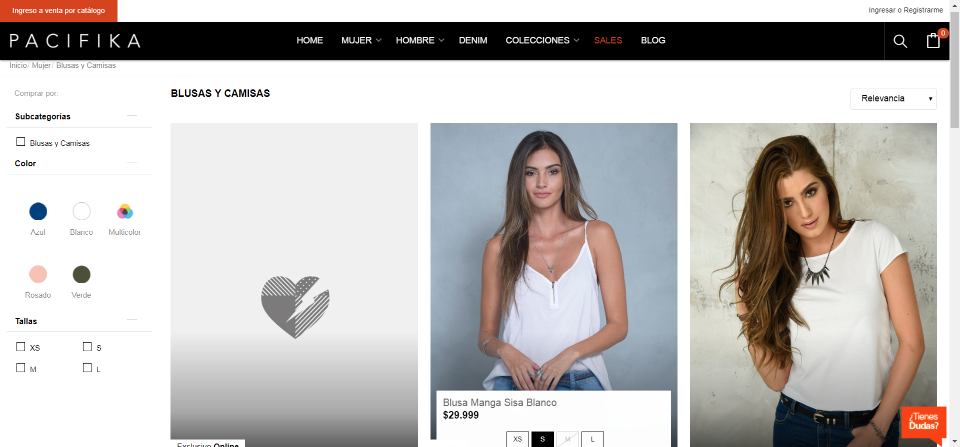 Ingreso a venta por catálogo
Ingresar o Registrarme
PACIFIKA
HOME MUJER HOMBRE DENIM COLECCIONES SALES BLOG
0
Inicio/ Mujer/ Blusas y Camisas
Comprar por:
BLUSAS Y CAMISAS
Relevancia
Subcategorías
Blusas y Camisas
Color
Azul Blanco Multicolor
Rosado Verde
Tallas
XS S
M L
Blusa Manga Sisa Blanco
$29.999
XS S M L
Exclusivo Online
¿Tienes
Dudas?